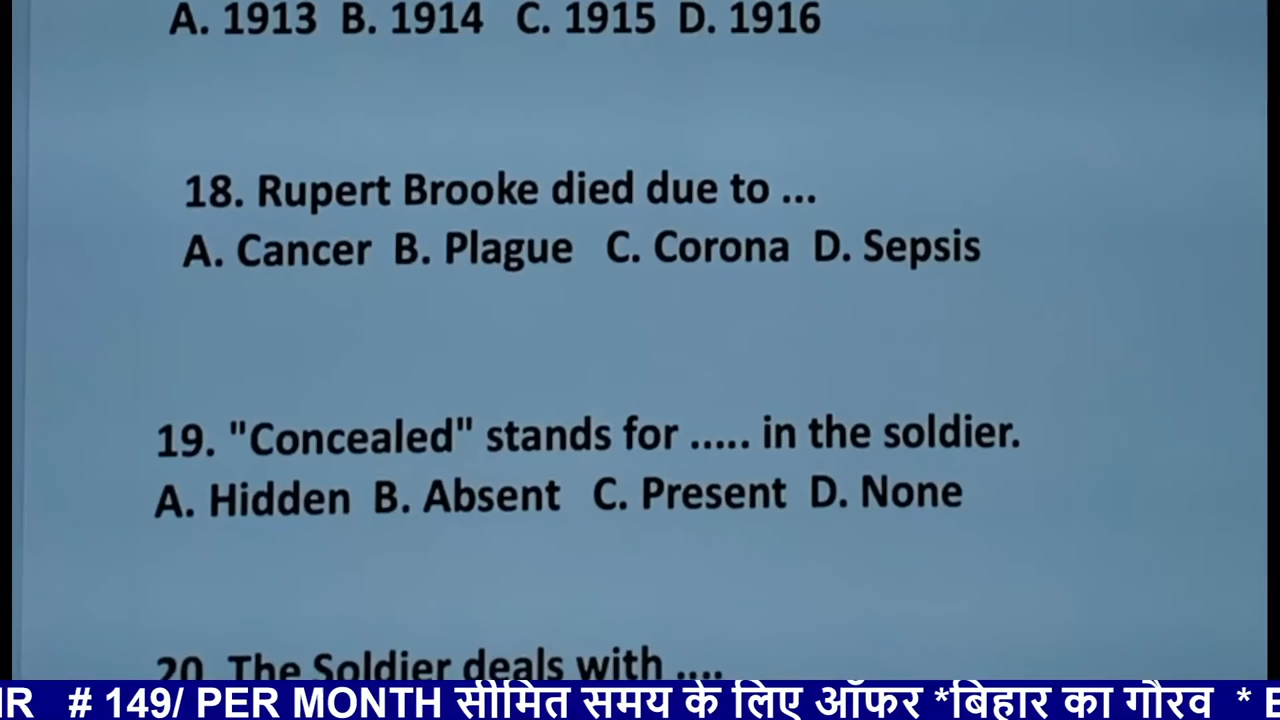 A. 1913 B. 1914 C. 1915 D. 1916
18. Rupert Brooke died due to ...
A. Cancer B. Plague C. Corona D. Sepsis
19. "Concealed" stands for ..... in the soldier.
A. Hidden B. Absent C. Present D. None
20. The Soldier deals with ....
# 149/ PER MONTH सीमित समय के लिए ऑफर *बिहार का गौरव *